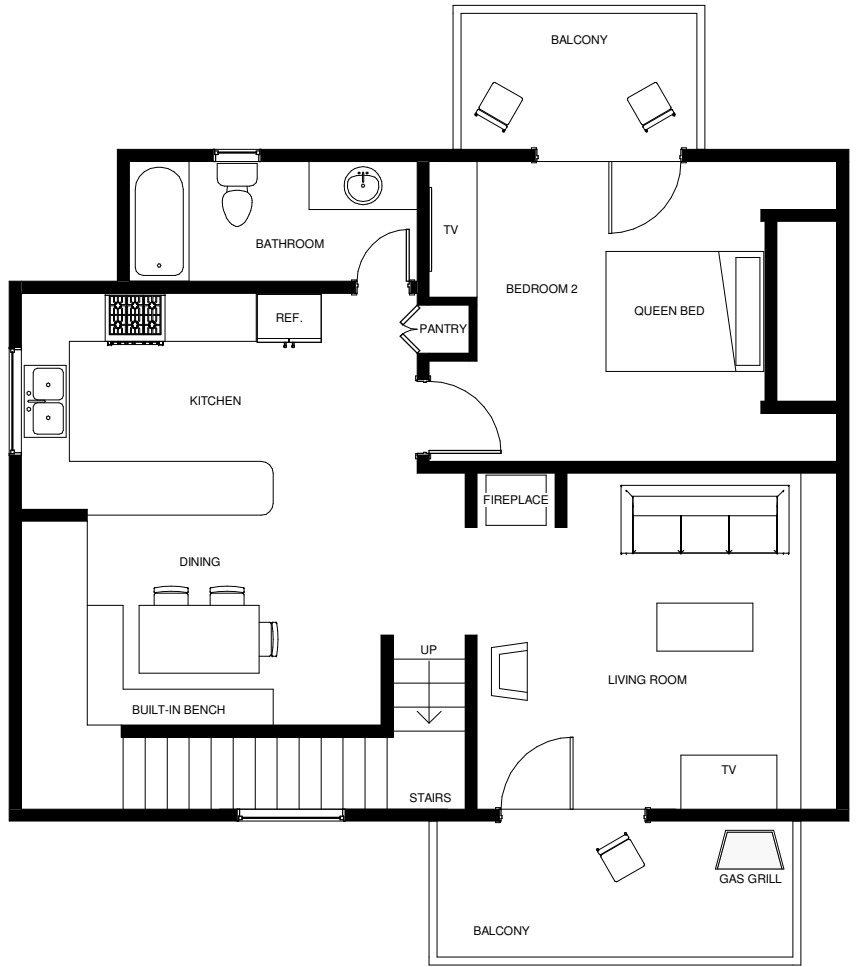 BALCONY
TV
BATHROOM
BEDROOM 2
QUEEN BED
REF.
PANTRY
KITCHEN
FIREPLACE
DINING
UP
LIVING ROOM
BUILT-IN BENCH
TV
STAIRS
GAS GRILL
BALCONY